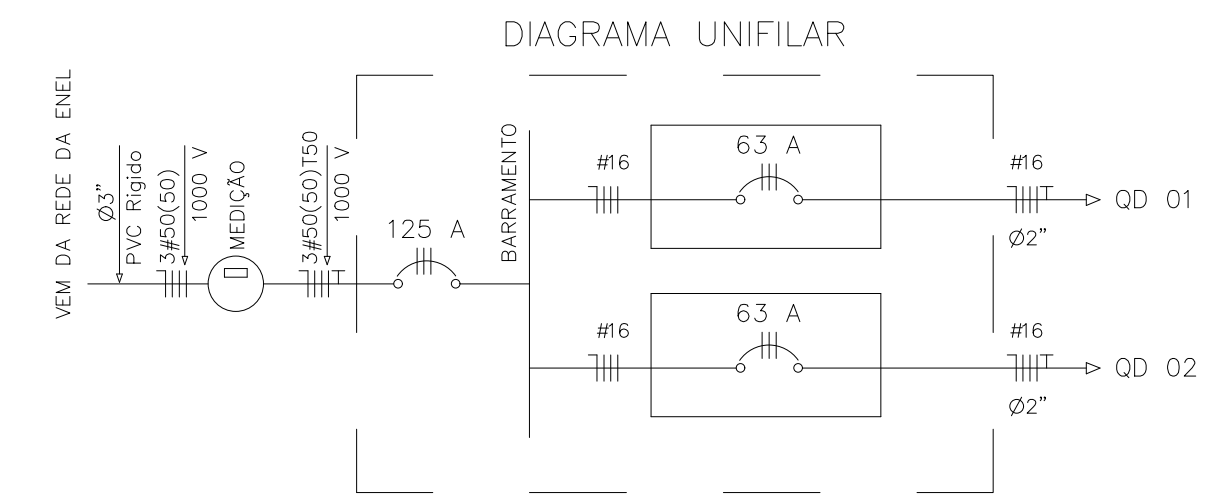 DIAGRAMA UNIFILAR
VEM DA REDE DA ENEL
Ø3"
PVC Rigido
3#50(50)
1000 V
MEDIÇÃO
3#50(50)T50
1000 V
125 A
BARRAMENTO
#16
63 A
#16
Ø2"
QD 01
#16
63 A
#16
Ø2"
QD 02